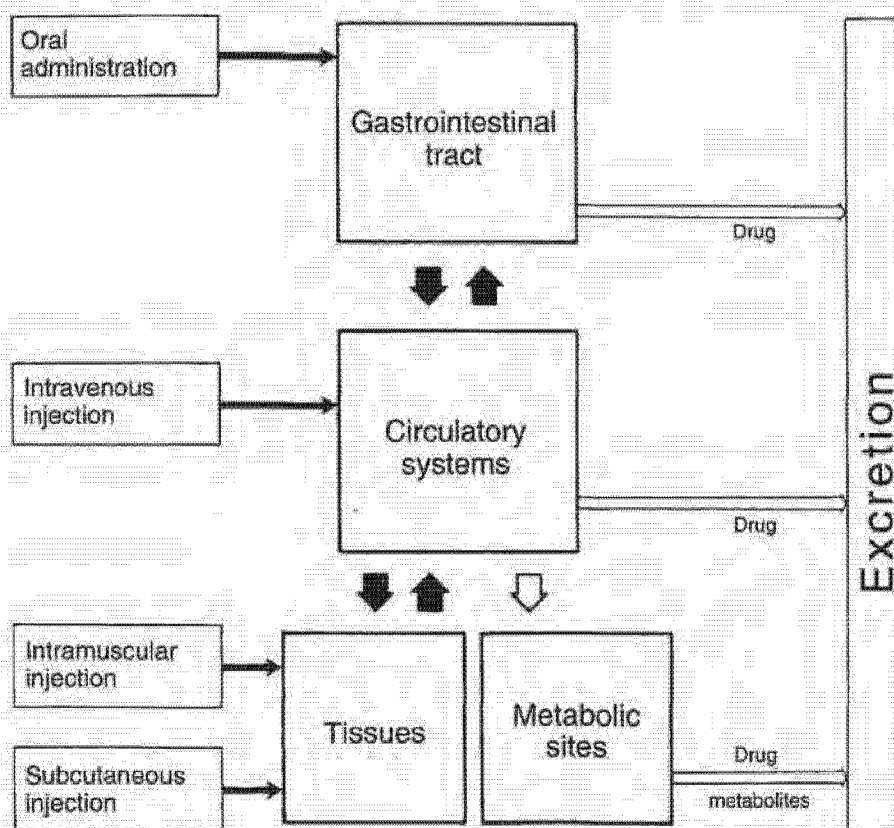 Oral
administration
Gastrointestinal
tract
Drug
Intravenous
injection
Circulatory
systems
Drug
Excretion
Intramuscular
injection
Tissues
Metabolic
sites
Subcutaneous
injection
Drug
metabolites